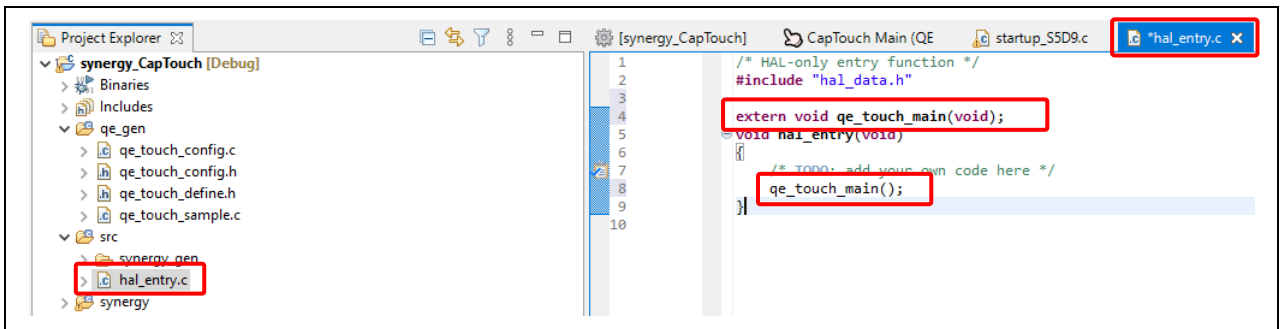 Project Explorer
synergy_CapTouch [Debug]
Binaries
Includes
qe_gen
qe_touch_config.c
qe_touch_config.h
qe_touch_define.h
qe_touch_sample.c
src
synergy_gen
hal_entry.c
synergy
[synergy_CapTouch] CapTouch Main (QE startup_S5D9.c *hal_entry.c
1 /* HAL-only entry function */
2 #include "hal_data.h"
3
4 extern void qe_touch_main(void);
5 void hal_entry(void)
6 {
7 /* TODO: add your own code here */
8 qe_touch_main();
9 }
10